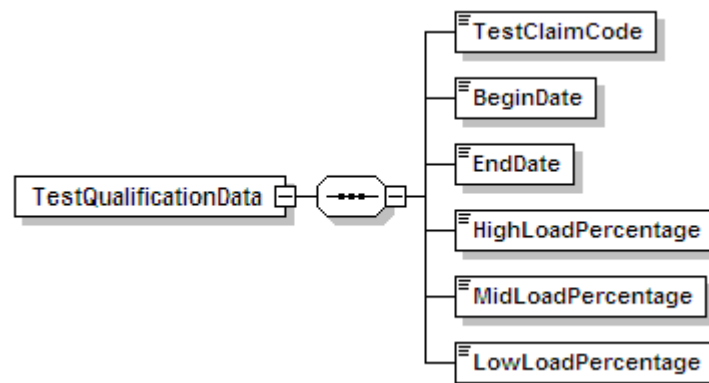 TestClaimCode
BeginDate
EndDate
TestQualificationData
HighLoadPercentage
MidLoadPercentage
LowLoadPercentage